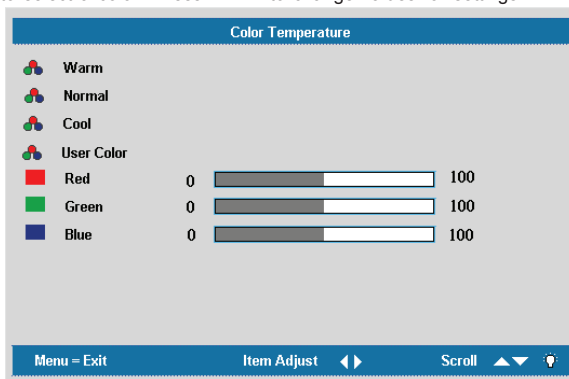 Color Temperature
Warm
Normal
Cool
User Color
Red 0 100
Green 0 100
Blue 0 100
Menu = Exit Item Adjust Scroll